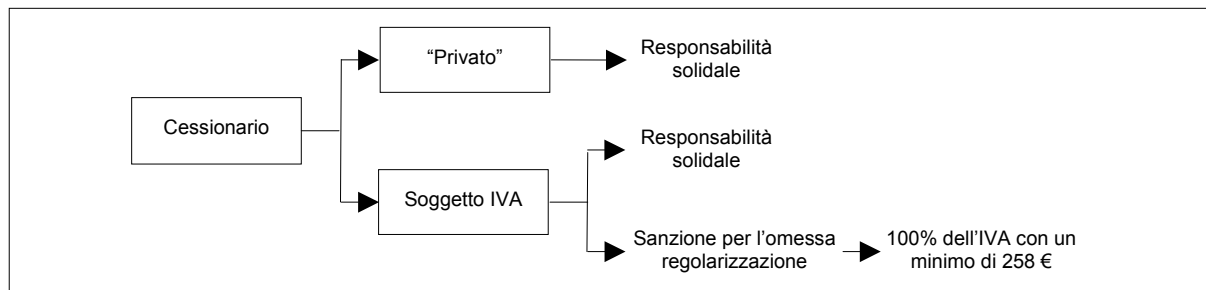 “Privato”
Responsabilità
solidale
Cessionario
Responsabilità
solidale
Soggetto IVA
Sanzione per l’omessa
regolarizzazione
100% dell’IVA con un
minimo di 258 €